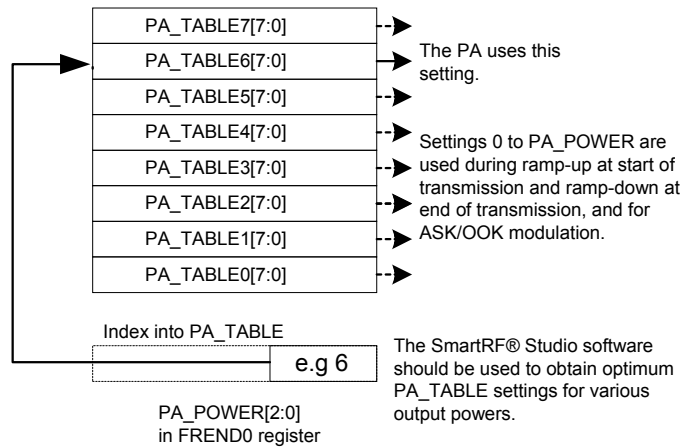 PA_TABLE7[7:0]
PA_TABLE6[7:0]
The PA uses this
setting.
PA_TABLE5[7:0]
PA_TABLE4[7:0]
PA_TABLE3[7:0]
PA_TABLE2[7:0]
PA_TABLE1[7:0]
PA_TABLE0[7:0]
Settings 0 to PA_POWER are
used during ramp-up at start of
transmission and ramp-down at
end of transmission, and for
ASK/OOK modulation.
Index into PA_TABLE
e.g 6
PA_POWER[2:0]
in FREND0 register
The SmartRF® Studio software
should be used to obtain optimum
PA_TABLE settings for various
output powers.